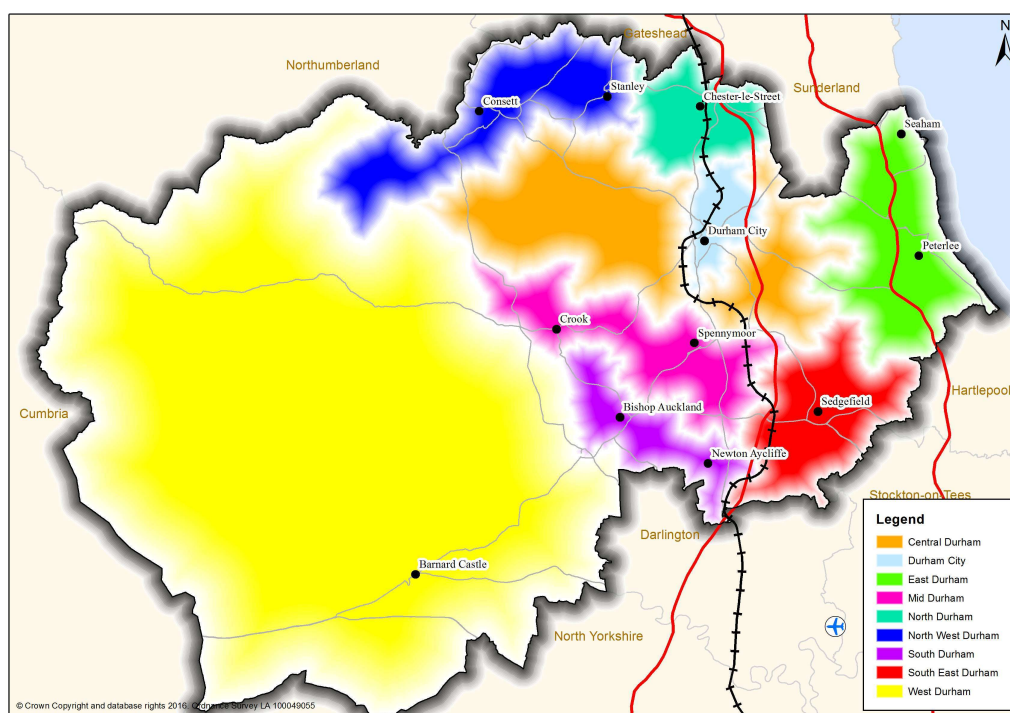 N
Gateshead
Northumberland
Sunderland
Stanley
Consett
Chester-le-Street
Seaham
Durham City
Peterlee
Crook
Spennymoor
Hartlepool
Cumbria
Bishop Auckland
Sedgefield
Newton Aycliffe
Stockton-on-Tees
Darlington
Barnard Castle
North Yorkshire
Legend
Central Durham
Durham City
East Durham
Mid Durham
North Durham
North West Durham
South Durham
South East Durham
West Durham
© Crown Copyright and database rights 2016. Ordnance Survey LA 100049055